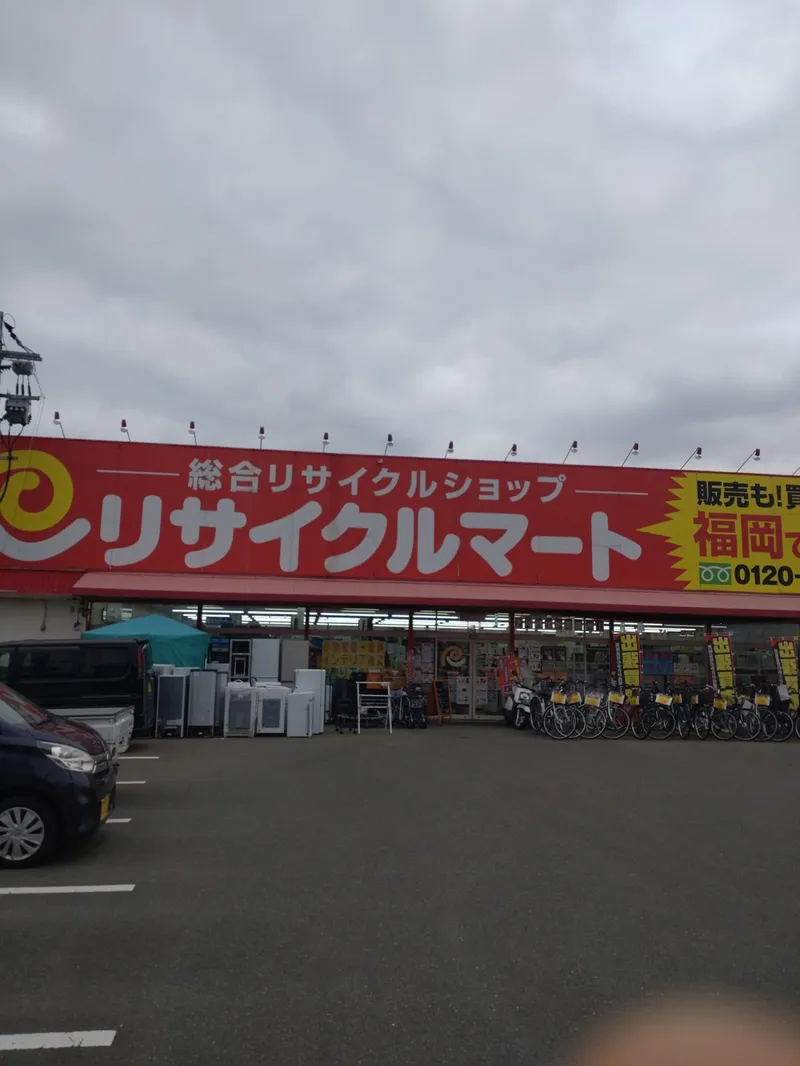 総合リサイクルショップ
リサイクルマート
販売も!買
福岡で
0120-